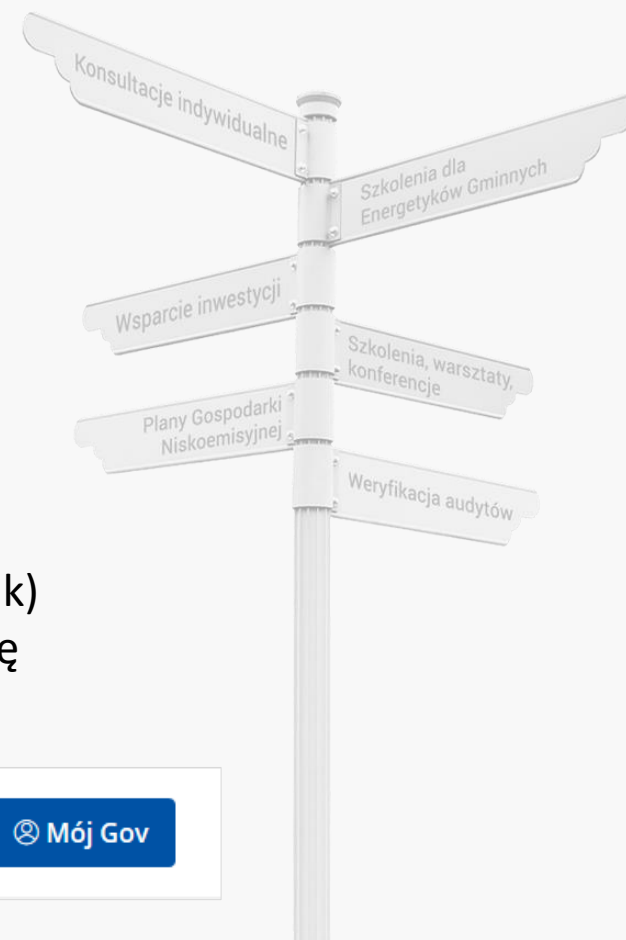 Konsultacje indywidualne
Szkolenia dla
Energetyków Gminnych
Wsparcie inwestycji
Szkolenia, warsztaty,
konferencje
Plany Gospodarki
Niskoemisyjnej
Weryfikacja audytów
k)
ę
Mój Gov